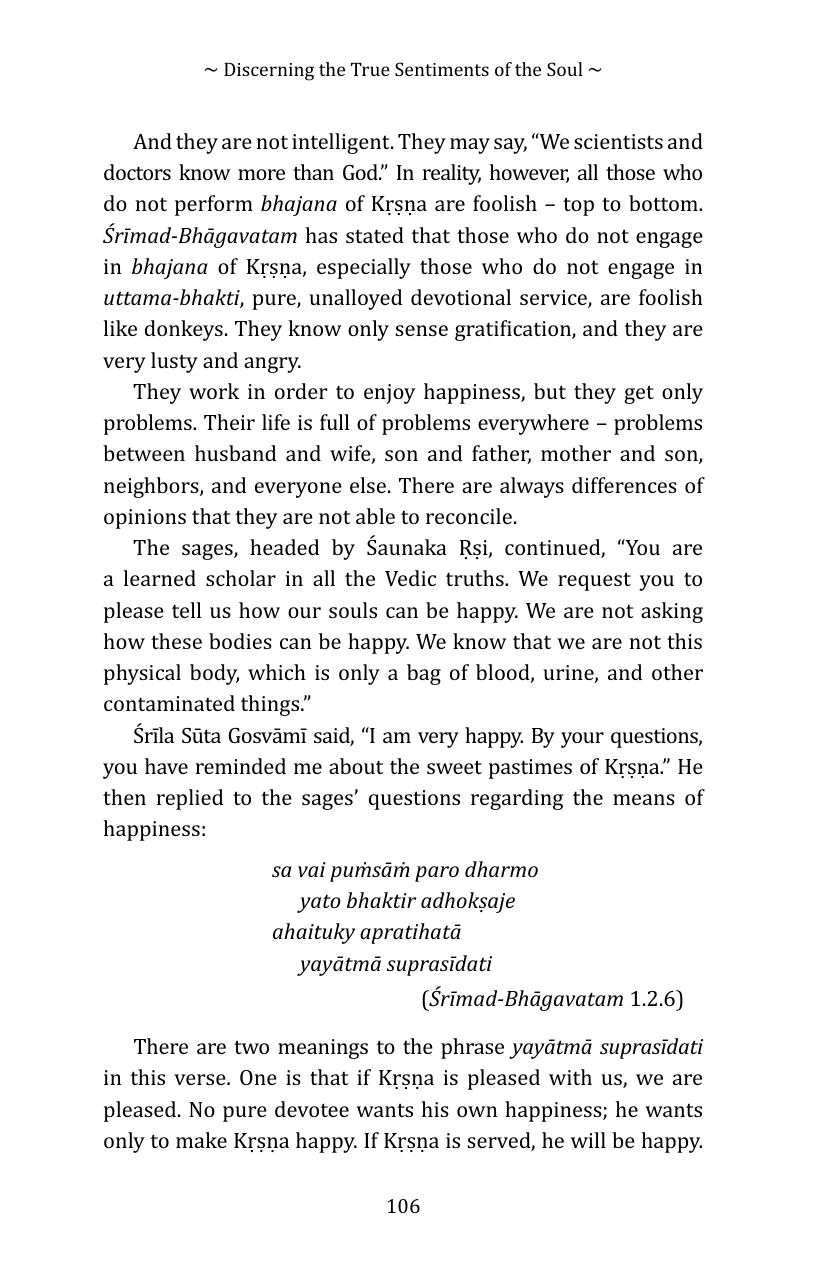 ~ Discerning the True Sentiments of the Soul ~
And they are not intelligent. They may say, “We scientists and
doctors know more than God.” In reality, however, all those who
do not perform bhajana of Kṛṣṇa are foolish – top to bottom.
Śrīmad-Bhāgavatam has stated that those who do not engage
in bhajana of Kṛṣṇa, especially those who do not engage in
uttama-bhakti, pure, unalloyed devotional service, are foolish
like donkeys. They know only sense gratification, and they are
very lusty and angry.
They work in order to enjoy happiness, but they get only
problems. Their life is full of problems everywhere – problems
between husband and wife, son and father, mother and son,
neighbors, and everyone else. There are always differences of
opinions that they are not able to reconcile.
The sages, headed by Śaunaka Ṛṣi, continued, “You are
a learned scholar in all the Vedic truths. We request you to
please tell us how our souls can be happy. We are not asking
how these bodies can be happy. We know that we are not this
physical body, which is only a bag of blood, urine, and other
contaminated things.”
Śrīla Sūta Gosvāmī said, “I am very happy. By your questions,
you have reminded me about the sweet pastimes of Kṛṣṇa.” He
then replied to the sages’ questions regarding the means of
happiness:
sa vai puṁsāṁ paro dharmo
yato bhaktir adhokṣaje
ahaituky apratihatā
yayātmā suprasīdati
(Śrīmad-Bhāgavatam 1.2.6)
There are two meanings to the phrase yayātmā suprasīdati
in this verse. One is that if Kṛṣṇa is pleased with us, we are
pleased. No pure devotee wants his own happiness; he wants
only to make Kṛṣṇa happy. If Kṛṣṇa is served, he will be happy.
106